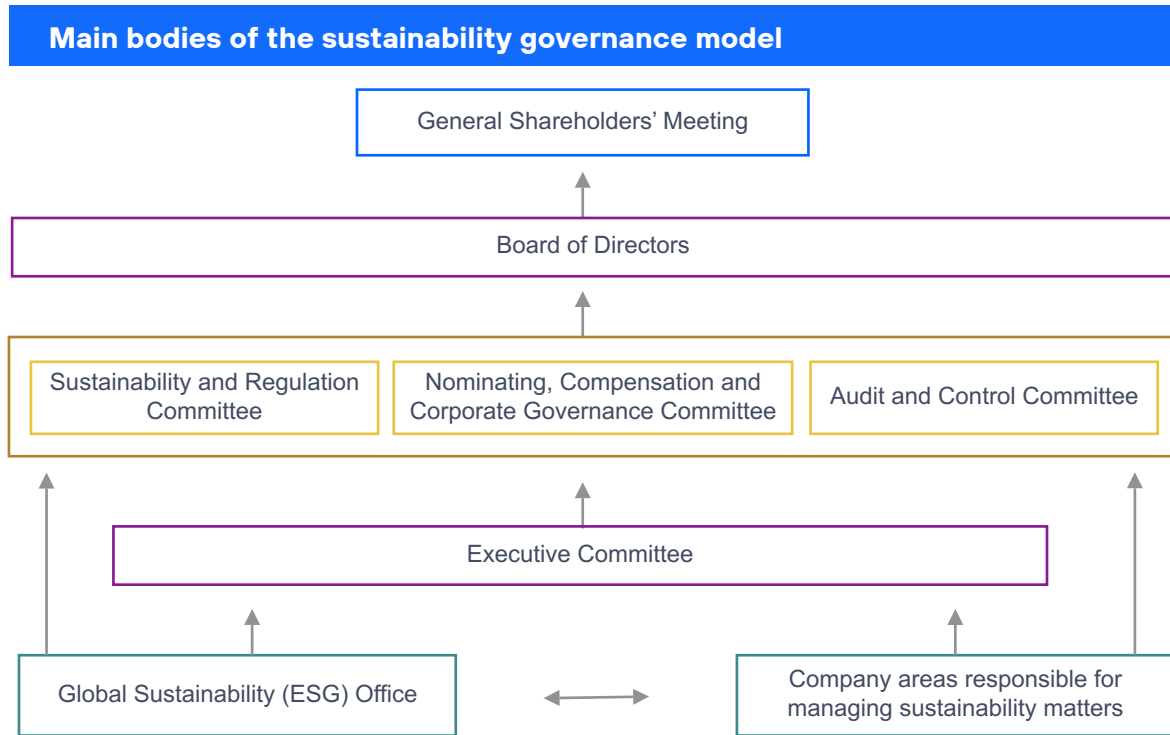 Main bodies of the sustainability governance model
General Shareholders’ Meeting
Board of Directors
Sustainability and Regulation
Committee
Nominating, Compensation and
Corporate Governance Committee
Audit and Control Committee
Executive Committee
Global Sustainability (ESG) Office
Company areas responsible for
managing sustainability matters